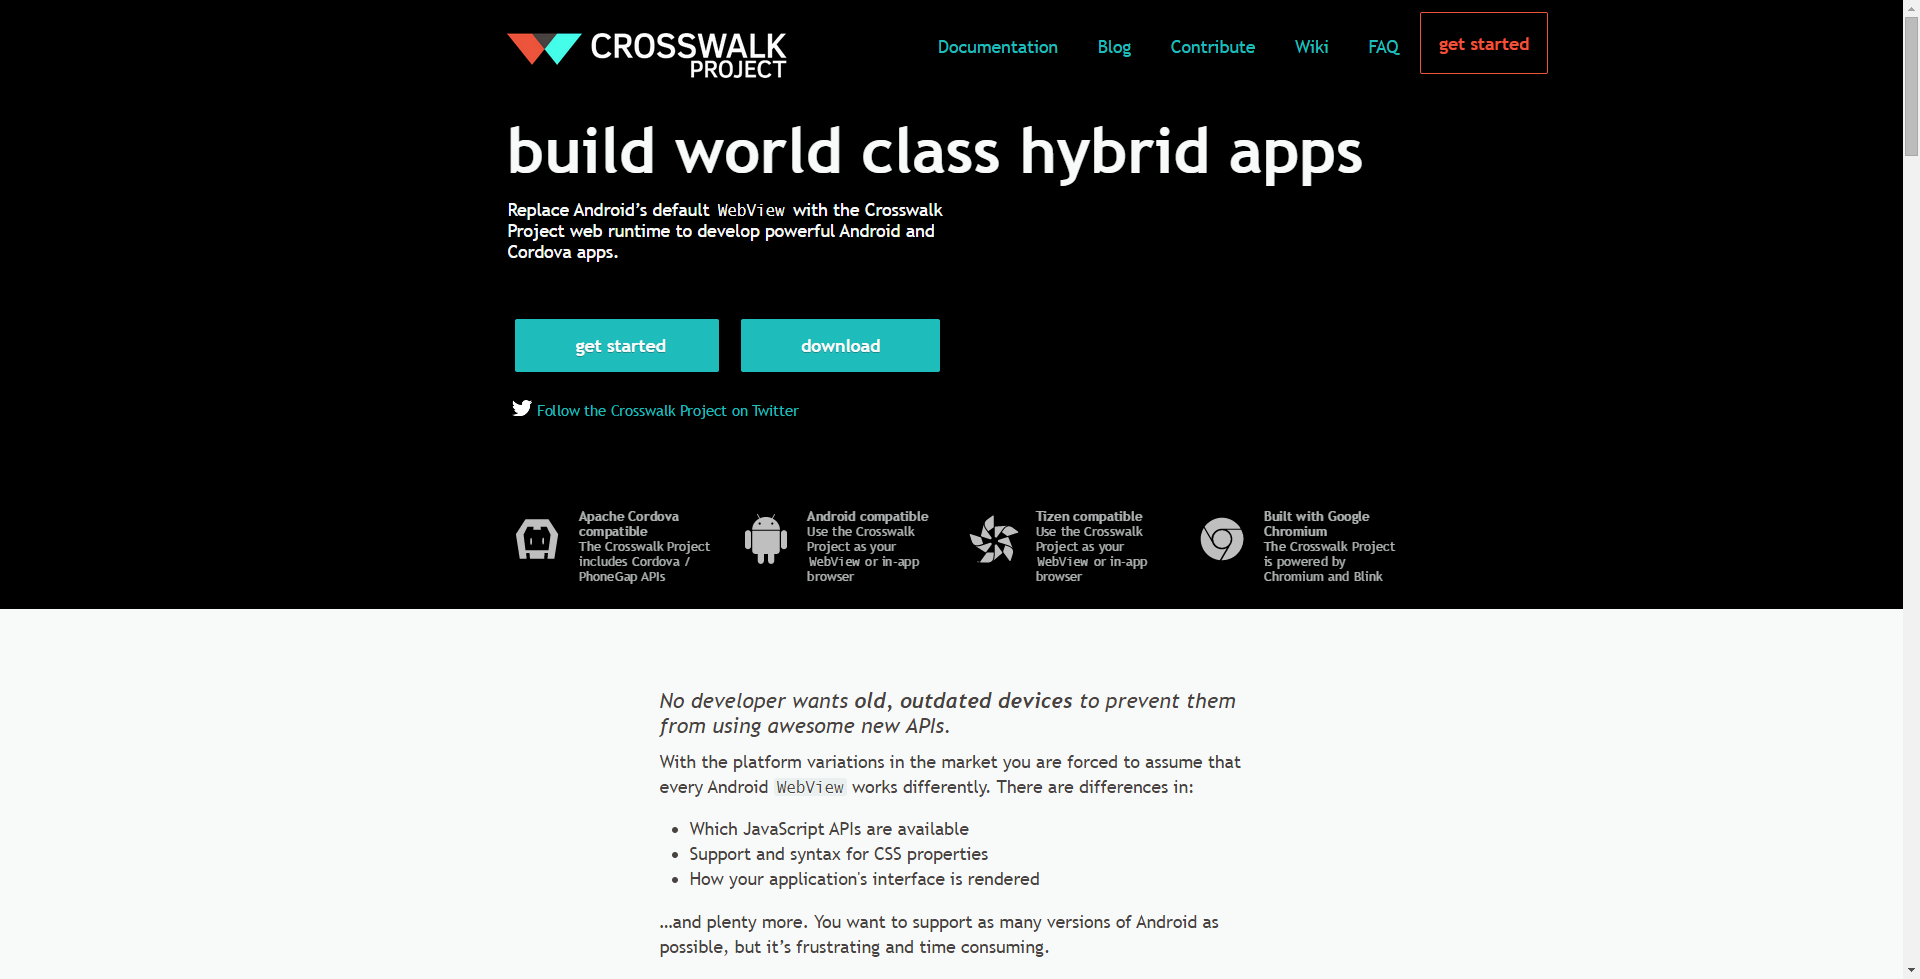 CROSSWALK
PROJECT
Documentation
Blog
Contribute
Wiki
FAQ
get started
build world class hybrid apps
Replace Android’s default WebView with the Crosswalk
Project web runtime to develop powerful Android and
Cordova apps.
get started
download
Follow the Crosswalk Project on Twitter
Apache Cordova
compatible
The Crosswalk Project
includes Cordova /
PhoneGap APIs
Android compatible
Use the Crosswalk
Project as your
WebView or in-app
browser
Tizen compatible
Use the Crosswalk
Project as your
WebView or in-app
browser
Built with Google
Chromium
The Crosswalk Project
is powered by
Chromium and Blink
No developer wants old, outdated devices to prevent them
from using awesome new APIs.
With the platform variations in the market you are forced to assume that
every Android WebView works differently. There are differences in:
• Which JavaScript APIs are available
• Support and syntax for CSS properties
• How your application's interface is rendered
…and plenty more. You want to support as many versions of Android as
possible, but it’s frustrating and time consuming.